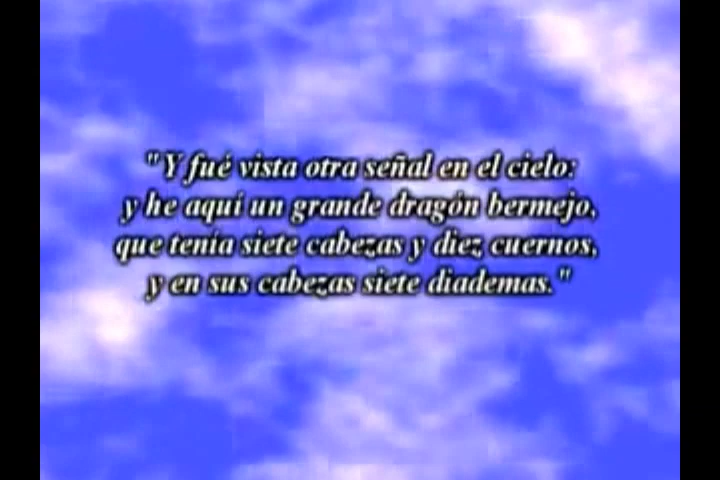 "Y fué vista otra señal en el cielo:
y he aquí un grande dragón bermejo,
que tenía siete cabezas y diez cuernos,
y en sus cabezas siete diademas."